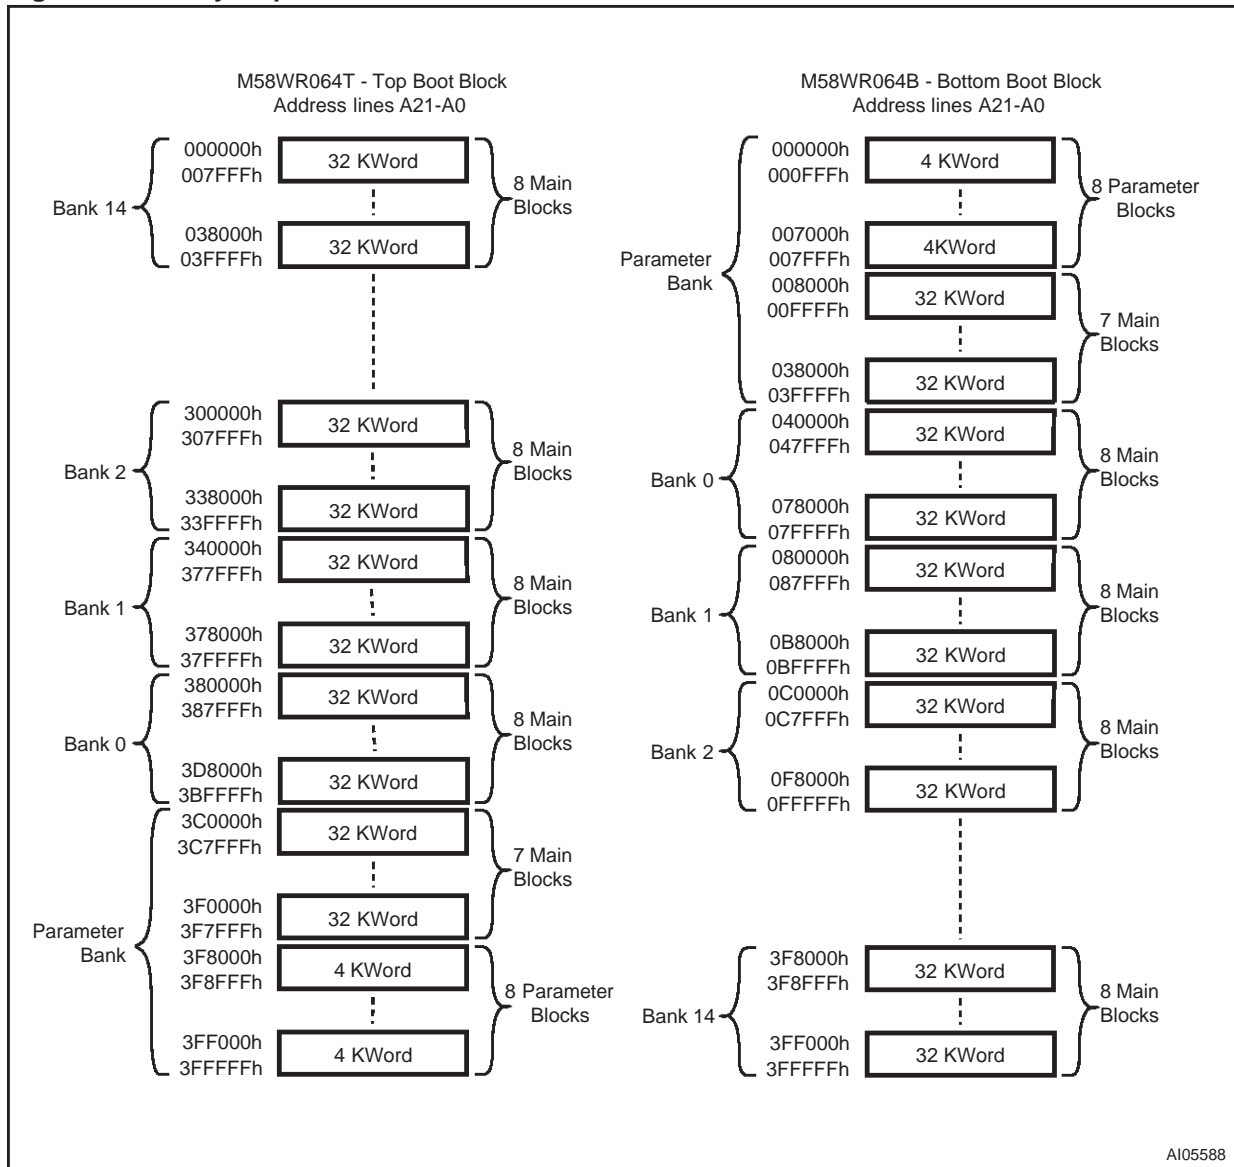 M58WR064T - Top Boot Block
Address lines A21-A0
Bank 14
000000h
007FFFh
32 KWord
038000h
03FFFFh
32 KWord
8 Main
Blocks
Bank 2
300000h
307FFFh
32 KWord
338000h
33FFFFh
32 KWord
8 Main
Blocks
Bank 1
340000h
377FFFh
32 KWord
378000h
37FFFFh
32 KWord
8 Main
Blocks
Bank 0
380000h
387FFFh
32 KWord
3D8000h
3BFFFFh
32 KWord
8 Main
Blocks
Parameter
Bank
3C0000h
3C7FFFh
32 KWord
3F0000h
3F7FFFh
32 KWord
7 Main
Blocks
3F8000h
3F8FFFh
4 KWord
3FF000h
3FFFFFh
4 KWord
8 Parameter
Blocks
M58WR064B - Bottom Boot Block
Address lines A21-A0
Parameter
Bank
000000h
000FFFh
4 KWord
007000h
007FFFh
4KWord
8 Parameter
Blocks
008000h
00FFFFh
32 KWord
038000h
03FFFFh
32 KWord
7 Main
Blocks
Bank 0
040000h
047FFFh
32 KWord
078000h
07FFFFh
32 KWord
8 Main
Blocks
Bank 1
080000h
087FFFh
32 KWord
0B8000h
0BFFFFh
32 KWord
8 Main
Blocks
Bank 2
0C0000h
0C7FFFh
32 KWord
0F8000h
0FFFFFh
32 KWord
8 Main
Blocks
Bank 14
3F8000h
3F8FFFh
32 KWord
3FF000h
3FFFFFh
32 KWord
8 Main
Blocks
AI05588